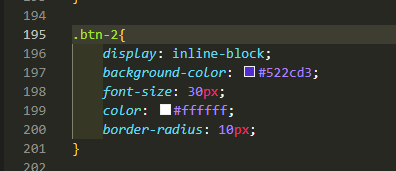 194
195 .btn-2{
196 display: inline-block;
197 background-color: #522cd3;
198 font-size: 30px;
199 color: #ffffff;
200 border-radius: 10px;
201 }
202